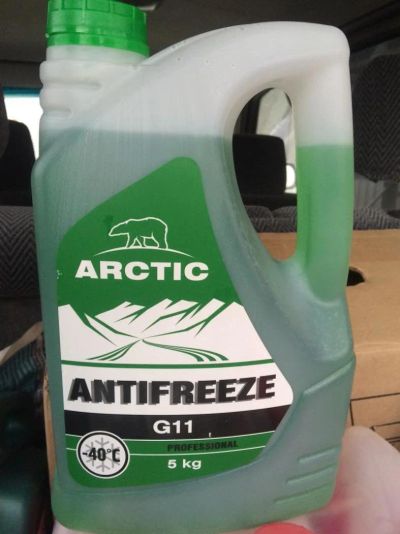 ARCTIC
ANTIFREEZE
G11
PROFESSIONAL
-40°C
5 kg